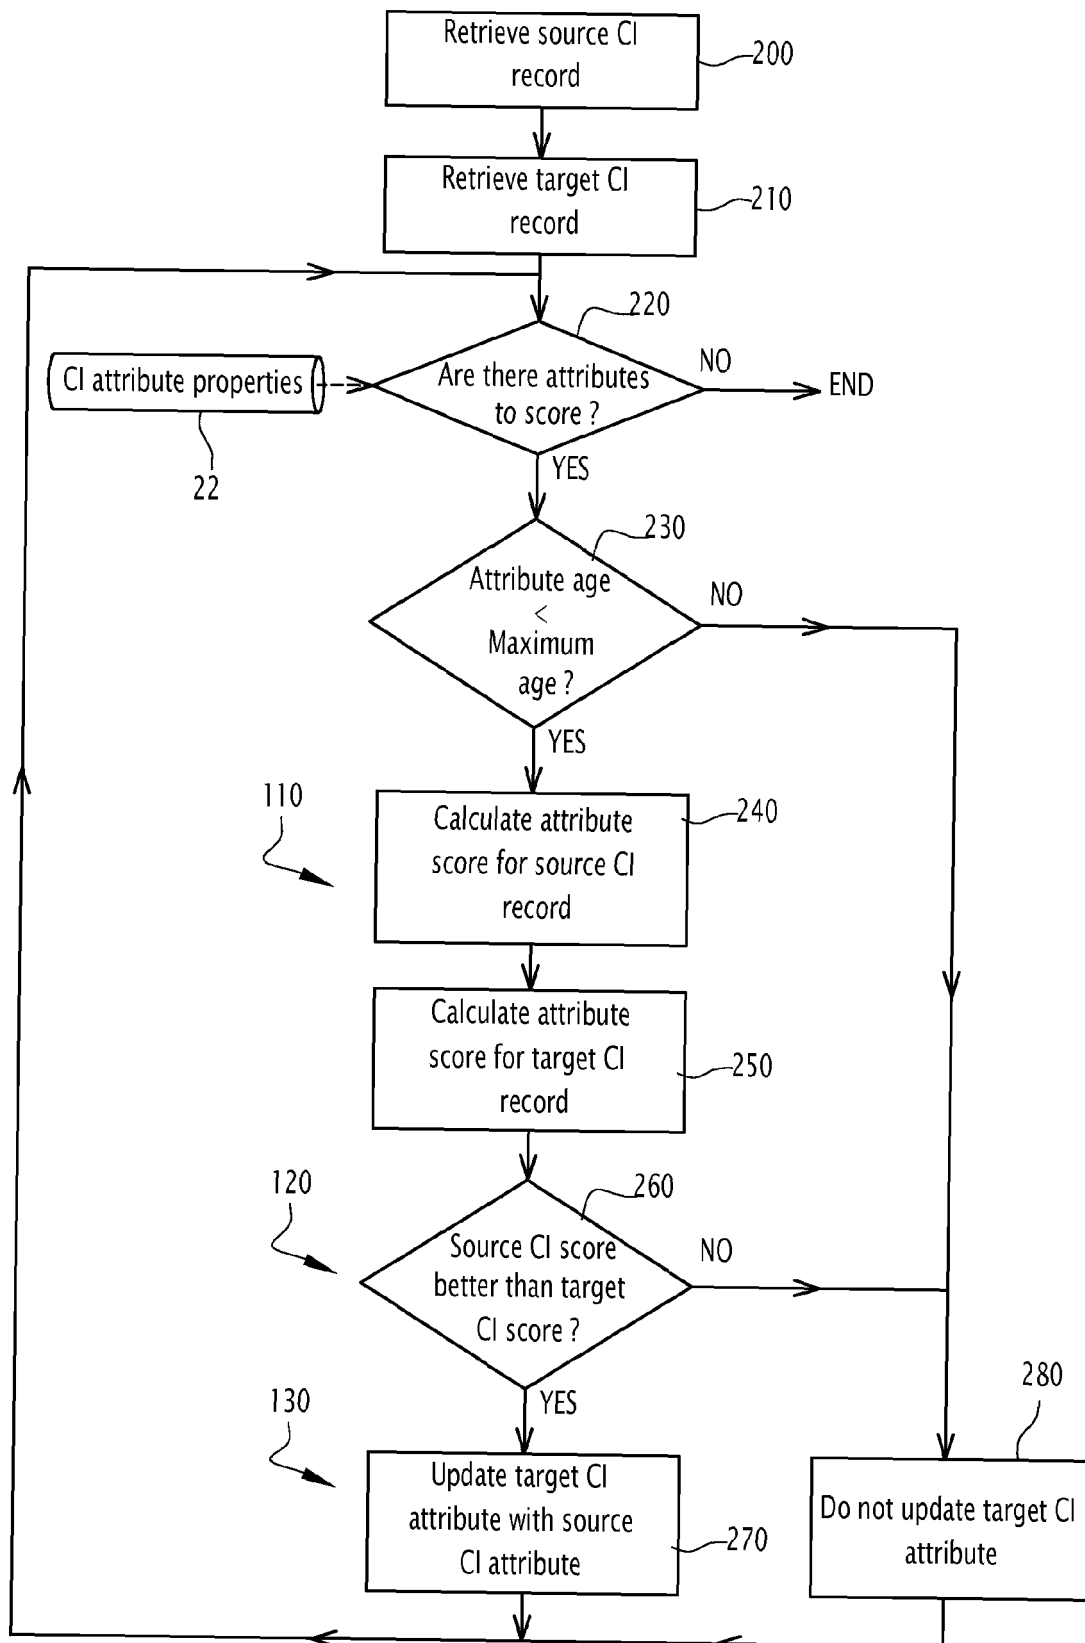 Retrieve source CI
record
200
Retrieve target CI
record
210
220
CI attribute properties
Are there attributes
to score ?
NO
END
22
YES
230
Attribute age
<
Maximum
age ?
NO
YES
110
240
Calculate attribute
score for source CI
record
Calculate attribute
score for target CI
record
250
120
260
Source CI score
better than target
CI score ?
NO
YES
130
280
Update target CI
attribute with source
CI attribute
270
Do not update target CI
attribute